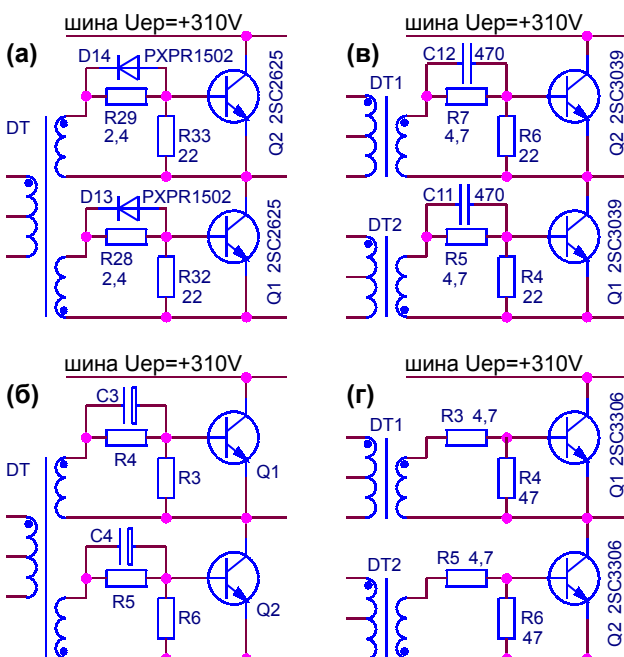 шина Uep=+310V
(а)
D14
PXPR1502
DT
R29
2,4
R33
22
Q2 2SC2625
D13
PXPR1502
R28
2,4
R32
22
Q1 2SC2625
шина Uep=+310V
(в)
C12
470
DT1
R7
4,7
R6
22
Q2 2SC3039
C11
470
DT2
R5
4,7
R4
22
Q1 2SC3039
шина Uep=+310V
(б)
C3
DT
R4
R3
Q1
C4
R5
R6
Q2
шина Uep=+310V
(г)
DT1
R3 4,7
R4
47
Q1 2SC3306
DT2
R5 4,7
R6
47
Q2 2SC3306